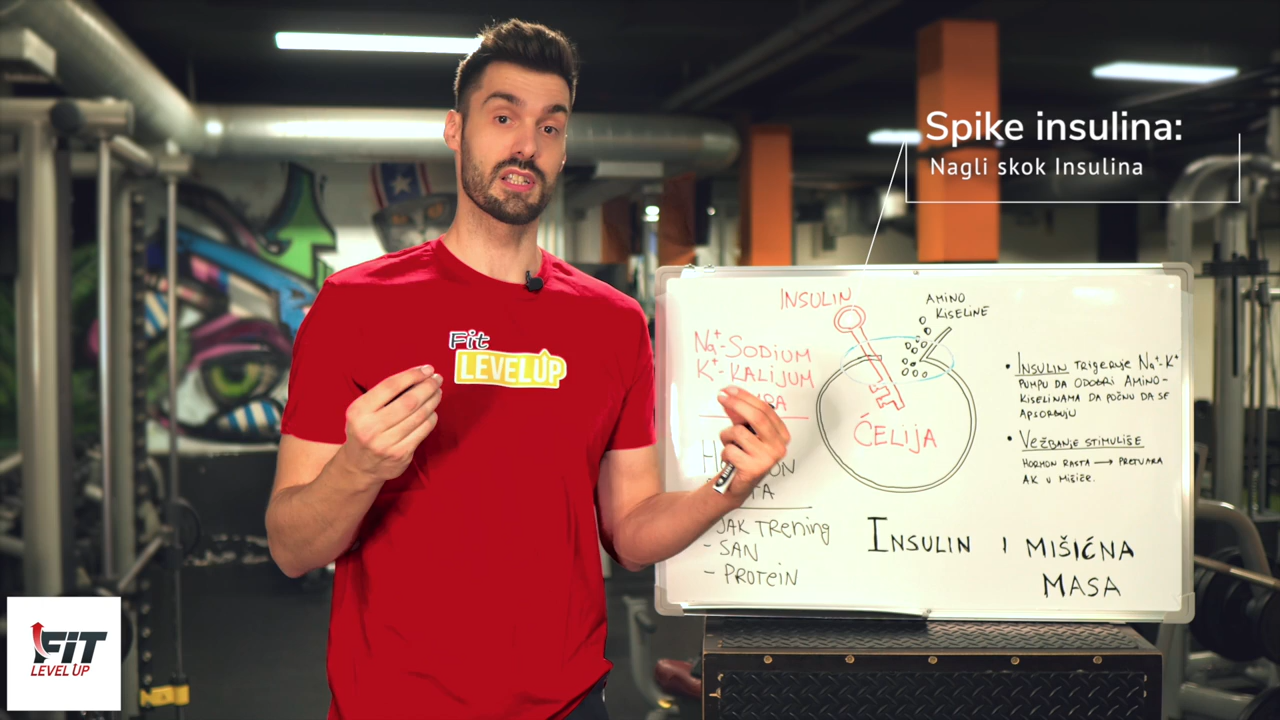 Spike insulina:
Nagli skok Insulina
Fit
LEVELUP
INSULIN
AMINO
KISELINE
Na+-SODIUM
K+-KALIJUM
ĆELIJA
• INSULIN TRIGERUJE Na+-K+
PUMPU DA ODOBRI AMINO-
KISELINAMA DA POČNU DA SE
APSORBUJU
• VEŽBANJE STIMULIŠE
HORMON RASTA → PRETVARA
AK U MIŠIĆE.
JAK TRENING
- SAN
- PROTEIN
INSULIN I MIŠIĆNA
MASA
FIT
LEVEL UP